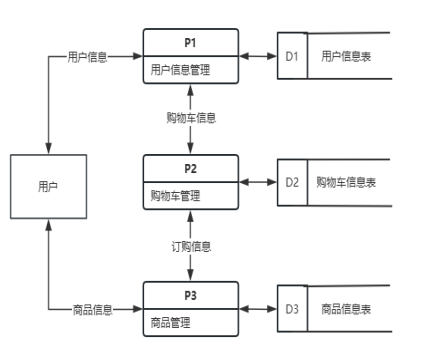 P1
用户信息
用户信息管理
D1
用户信息表
购物车信息
P2
用户
购物车管理
D2
购物车信息表
订购信息
P3
商品信息
商品管理
D3
商品信息表